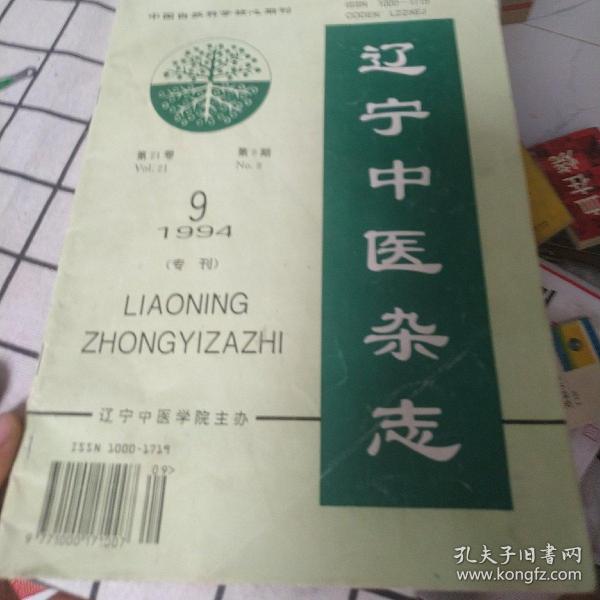 中国自然科学核心期刊
ISSN 1000-1719
CODEN LZZAEJ
辽宁中医杂志
第21卷 第9期
Vol.21 No.9
9
1994
(专刊)
LIAONING
ZHONGYIZAZHI
辽宁中医学院主办
ISSN 1000-1719
09>
9 771000 171007
孔夫子旧书网
www.kongfz.com